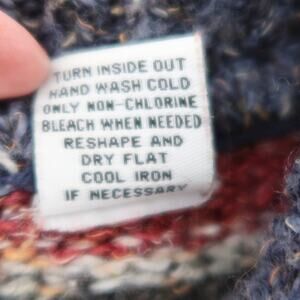 TURN INSIDE OUT
HAND WASH COLD
ONLY NON-CHLORINE
BLEACH WHEN NEEDED
RESHAPE AND
DRY FLAT
COOL IRON
IF NECESSARY